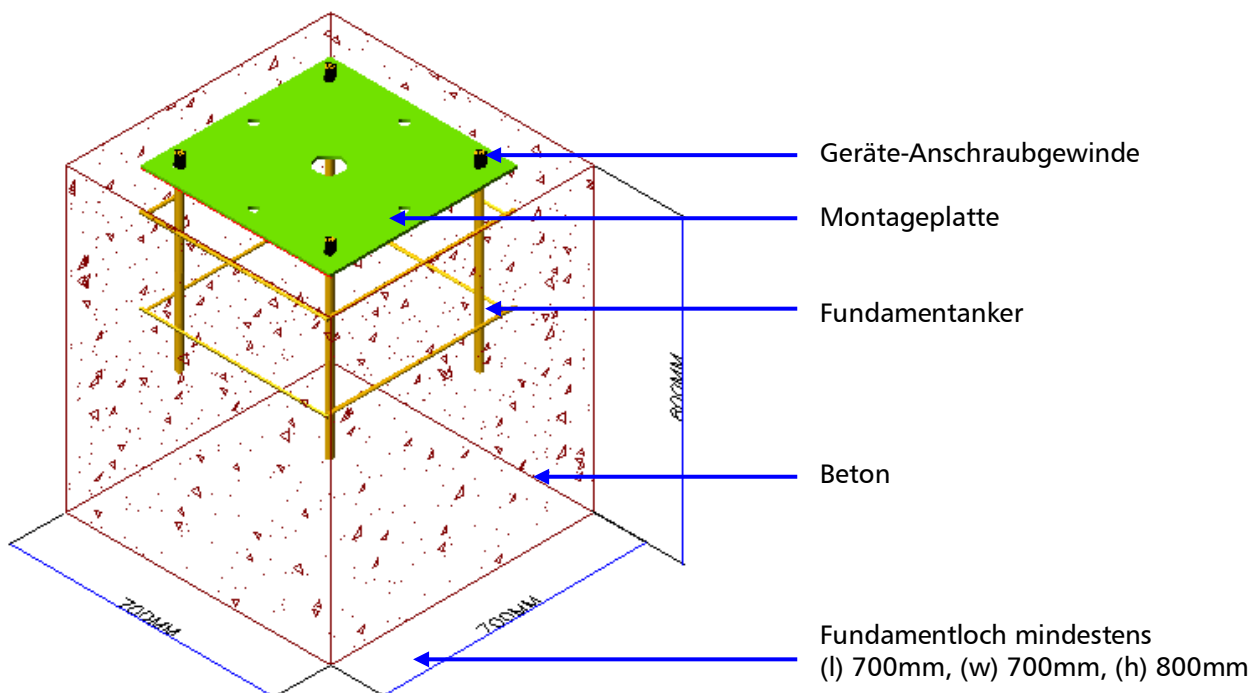 Geräte-Anschraubgewinde
Montageplatte
Fundamentanker
800MM
Beton
700MM
700MM
Fundamentloch mindestens
(l) 700mm, (w) 700mm, (h) 800mm